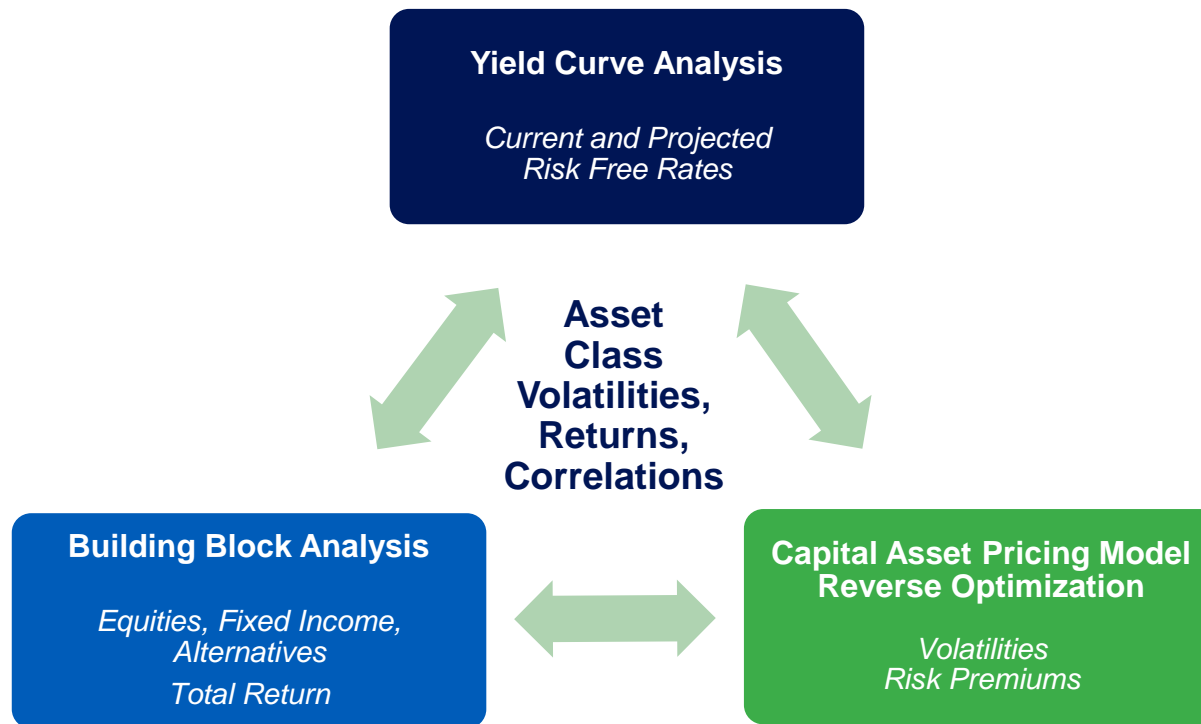 Yield Curve Analysis
Current and Projected
Risk Free Rates
Asset
Class
Volatilities,
Returns,
Correlations
Building Block Analysis
Equities, Fixed Income,
Alternatives
Total Return
Capital Asset Pricing Model
Reverse Optimization
Volatilities
Risk Premiums